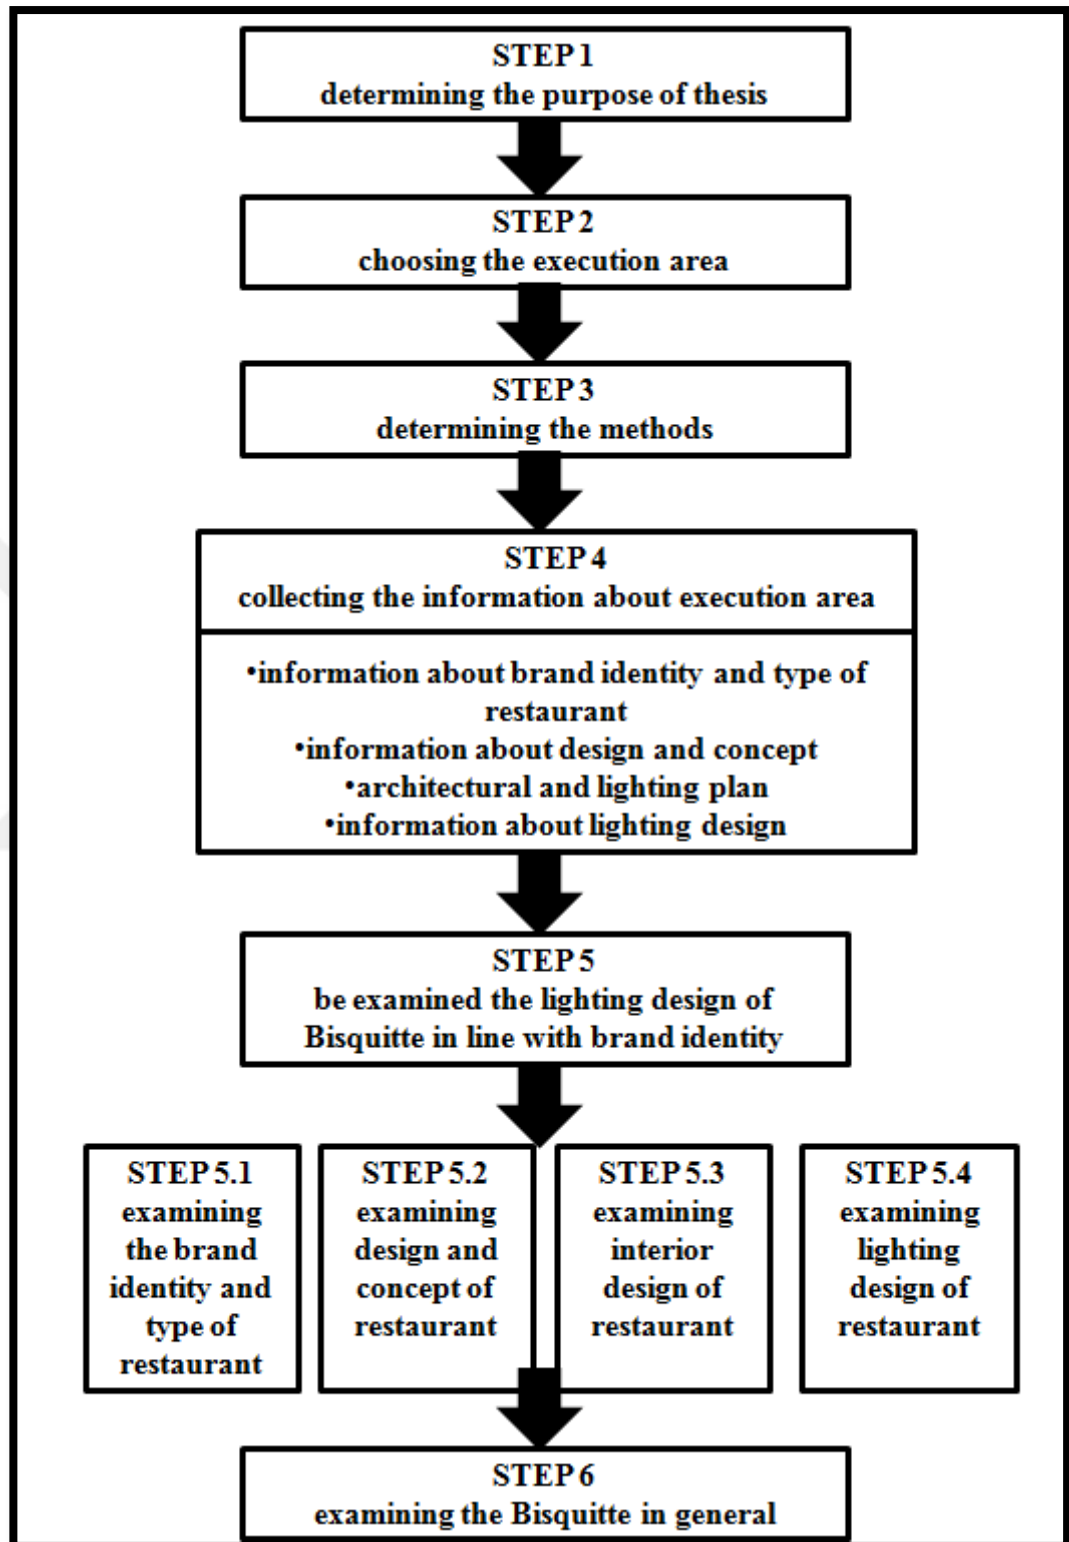 STEP 1
determining the purpose of thesis
STEP 2
choosing the execution area
STEP 3
determining the methods
STEP 4
collecting the information about execution area
•information about brand identity and type of
restaurant
•information about design and concept
•architectural and lighting plan
•information about lighting design
STEP 5
be examined the lighting design of
Bisquitte in line with brand identity
STEP 5.1
examining
the brand
identity and
type of
restaurant
STEP 5.2
examining
design and
concept of
restaurant
STEP 5.3
examining
interior
design of
restaurant
STEP 5.4
examining
lighting
design of
restaurant
STEP 6
examining the Bisquitte in general